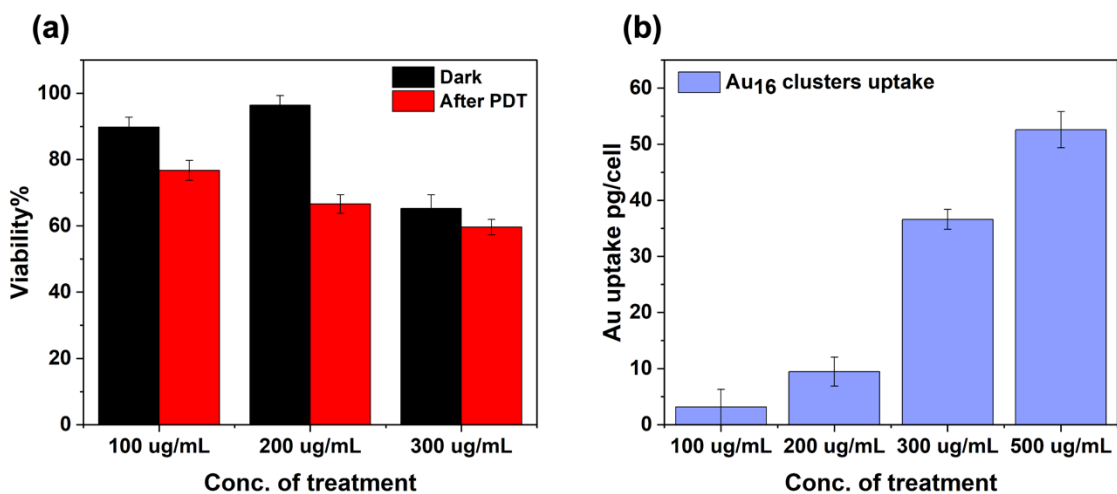 (a)
Dark
After PDT
100
80
60
40
20
0
Viability%
100 ug/mL
200 ug/mL
300 ug/mL
Conc. of treatment
(b)
Au16 clusters uptake
60
50
40
30
20
10
0
Au uptake pg/cell
100 ug/mL
200 ug/mL
300 ug/mL
500 ug/mL
Conc. of treatment